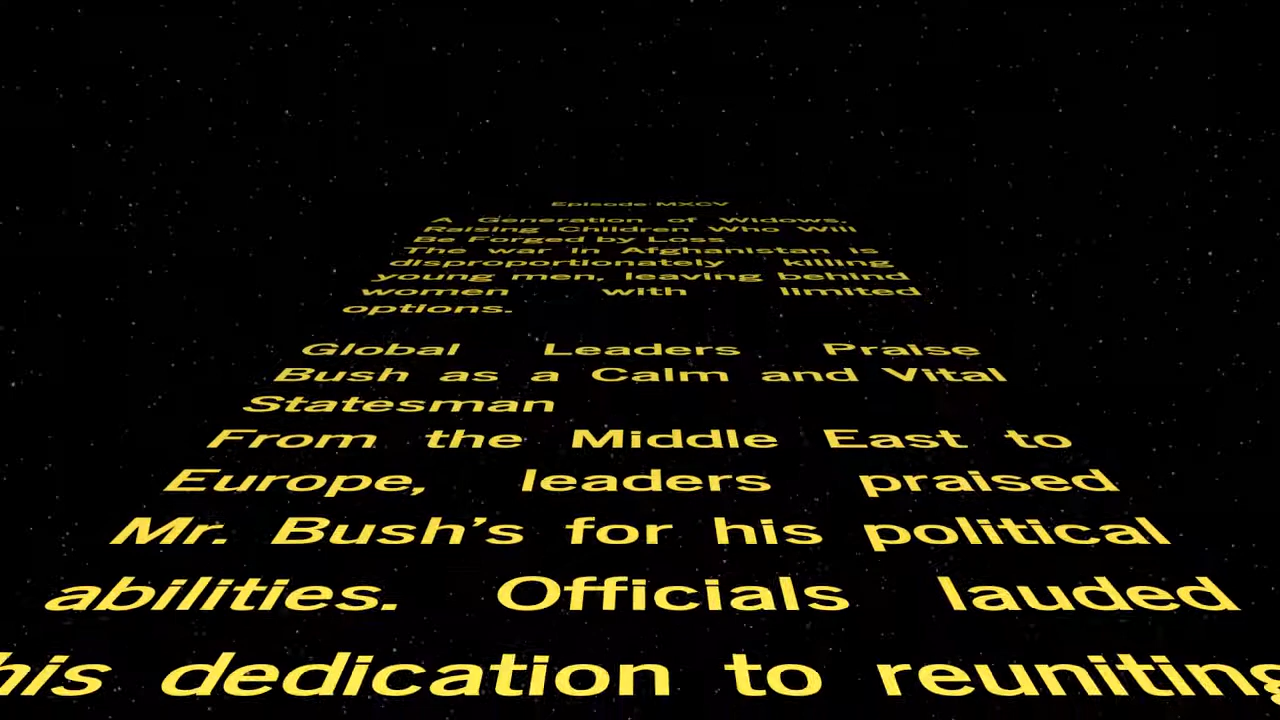 Episode MXCV
A Generation of Widows,
Raising Children Who Will
Be Forged by Loss
The war in Afghanistan is
disproportionately killing
young men, leaving behind
women with limited
options.
Global Leaders Praise
Bush as a Calm and Vital
Statesman
From the Middle East to
Europe, leaders praised
Mr. Bush’s for his political
abilities. Officials lauded
his dedication to reuniting